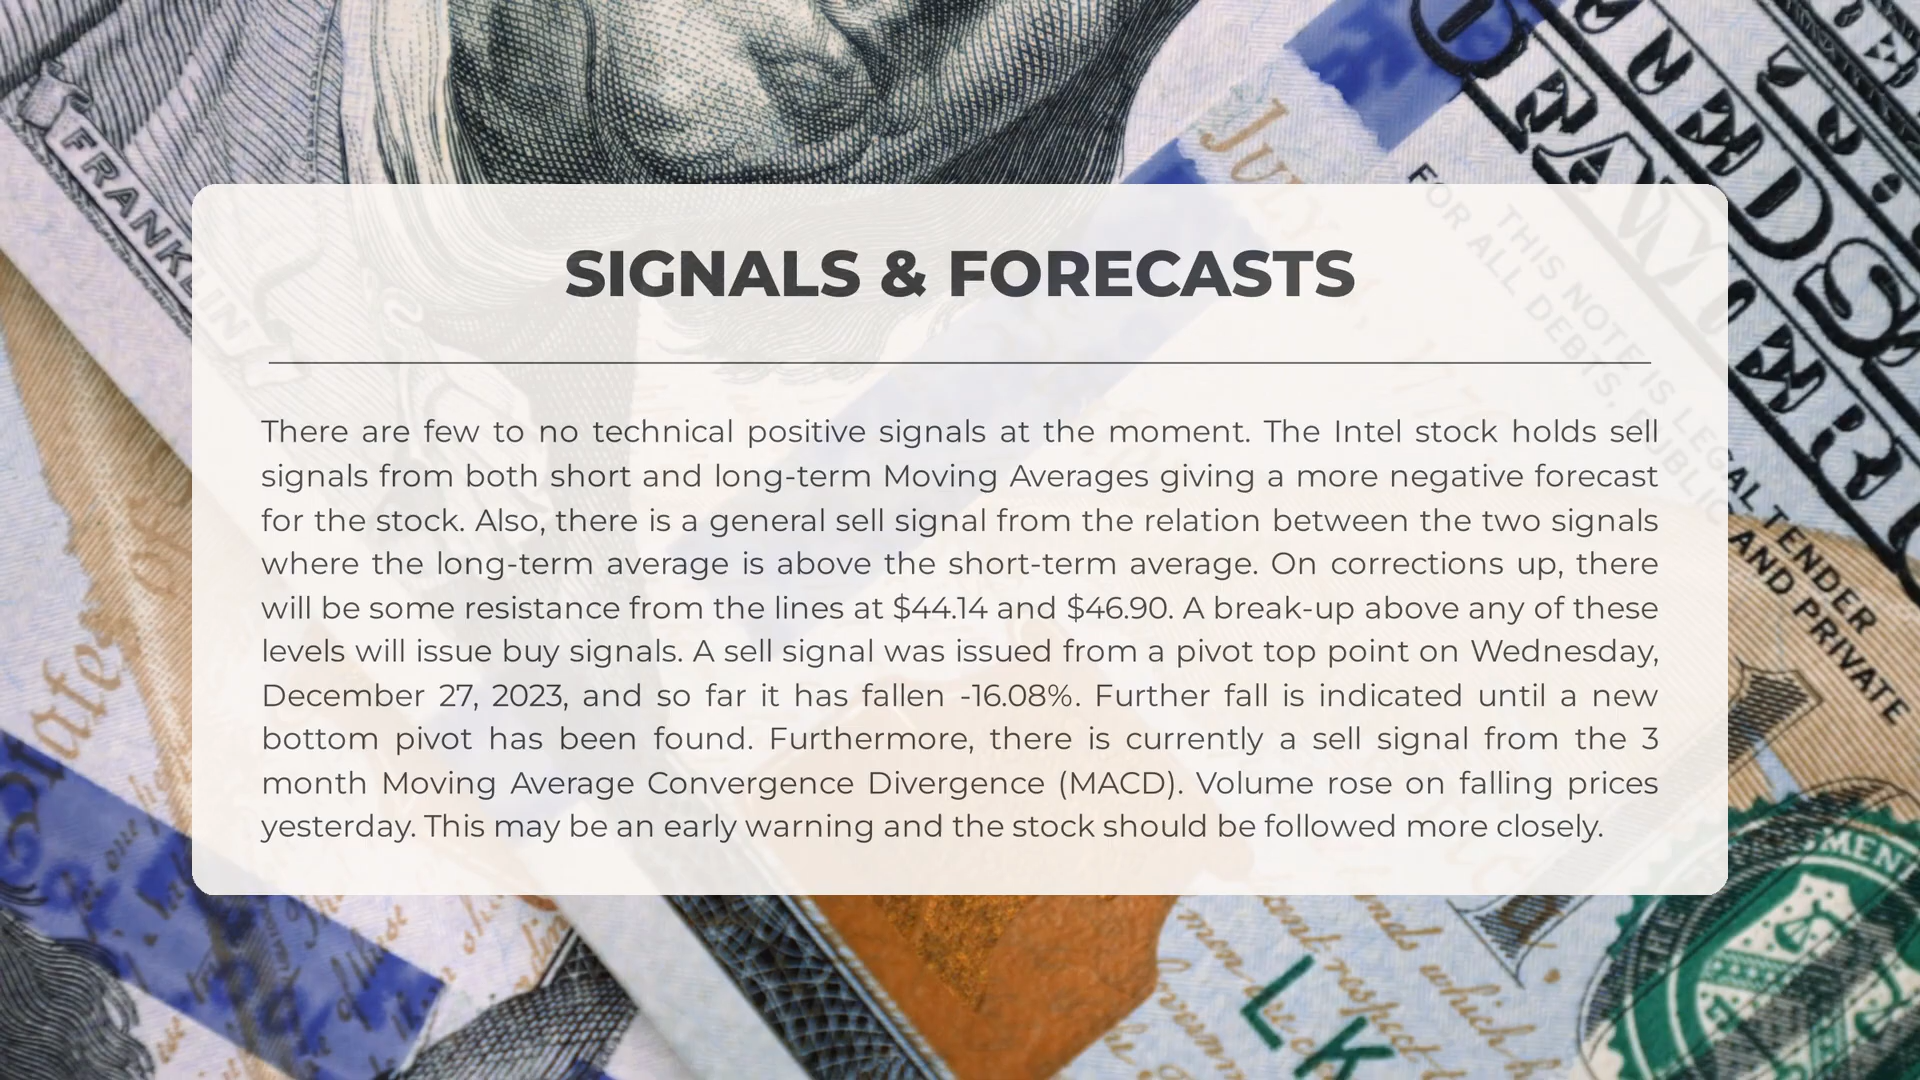 FRANKLIN
JULY 4, 1776
THIS NOTE IS LEGAL TENDER
FOR ALL DEBTS, PUBLIC AND PRIVATE
SIGNALS & FORECASTS
There are few to no technical positive signals at the moment. The Intel stock holds sell
signals from both short and long-term Moving Averages giving a more negative forecast
for the stock. Also, there is a general sell signal from the relation between the two signals
where the long-term average is above the short-term average. On corrections up, there
will be some resistance from the lines at $44.14 and $46.90. A break-up above any of these
levels will issue buy signals. A sell signal was issued from a pivot top point on Wednesday,
December 27, 2023, and so far it has fallen -16.08%. Further fall is indicated until a new
bottom pivot has been found. Furthermore, there is currently a sell signal from the 3
month Moving Average Convergence Divergence (MACD). Volume rose on falling prices
yesterday. This may be an early warning and the stock should be followed more closely.
LK